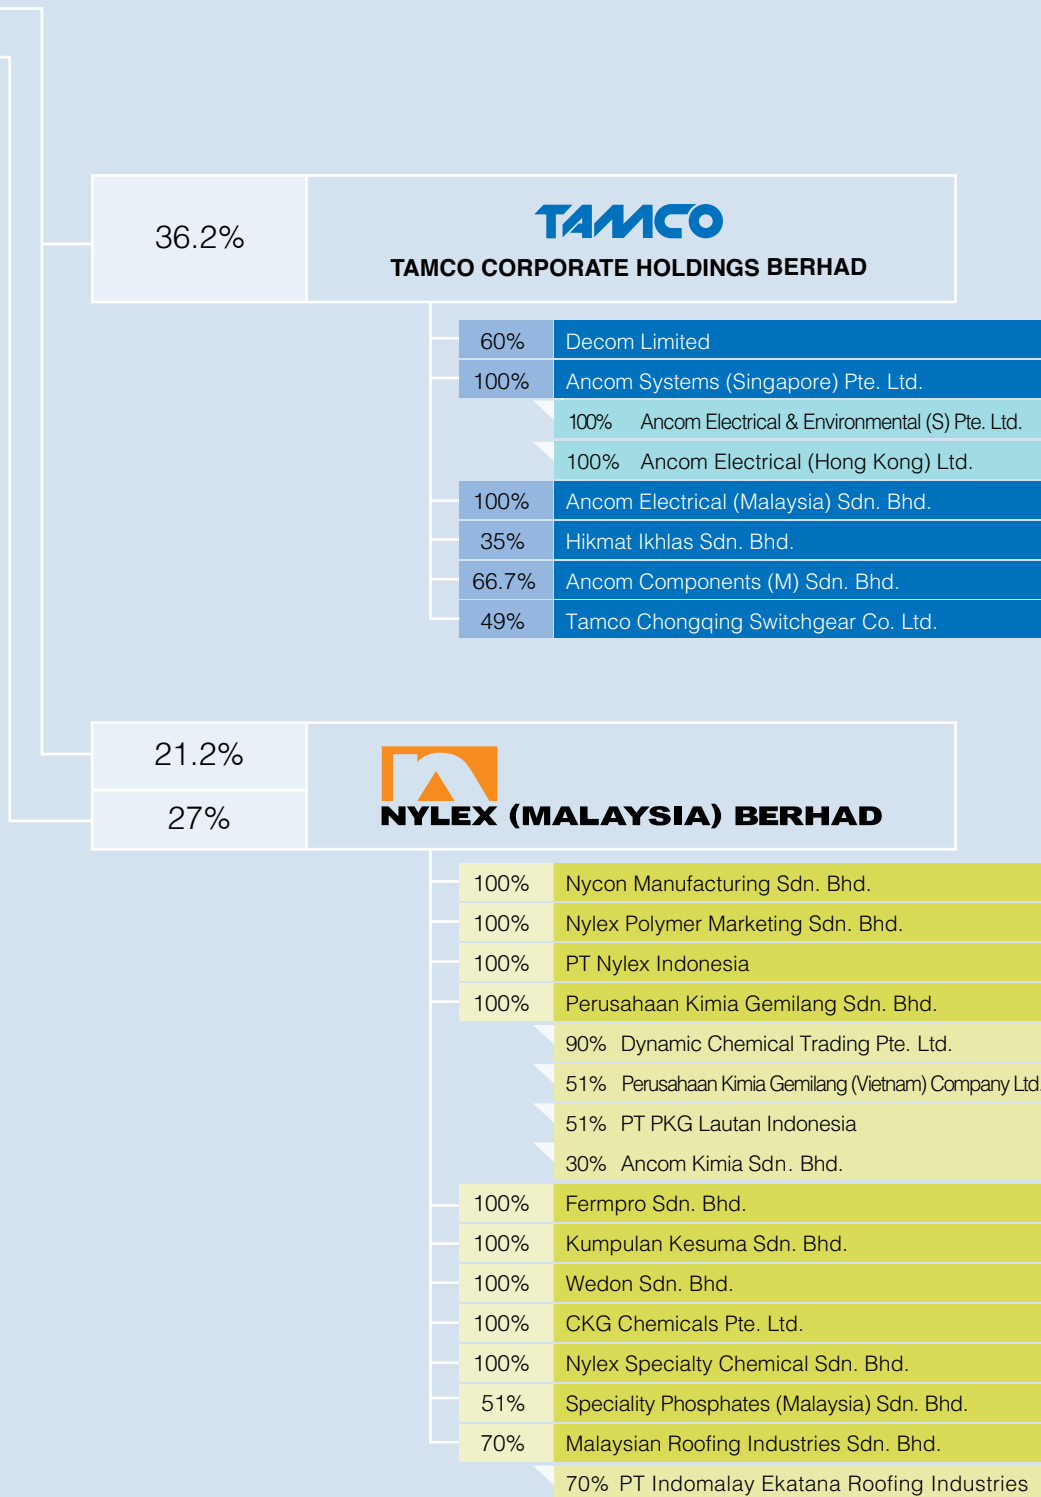 36.2%
TAMCO
TAMCO CORPORATE HOLDINGS BERHAD
60% Decom Limited
100% Ancom Systems (Singapore) Pte. Ltd.
100% Ancom Electrical & Environmental (S) Pte. Ltd.
100% Ancom Electrical (Hong Kong) Ltd.
100% Ancom Electrical (Malaysia) Sdn. Bhd.
35% Hikmat Ikhlas Sdn. Bhd.
66.7% Ancom Components (M) Sdn. Bhd.
49% Tamco Chongqing Switchgear Co. Ltd.
21.2%
27%
n
NYLEX (MALAYSIA) BERHAD
100% Nycon Manufacturing Sdn. Bhd.
100% Nylex Polymer Marketing Sdn. Bhd.
100% PT Nylex Indonesia
100% Perusahaan Kimia Gemilang Sdn. Bhd.
90% Dynamic Chemical Trading Pte. Ltd.
51% Perusahaan Kimia Gemilang (Vietnam) Company Ltd.
51% PT PKG Lautan Indonesia
30% Ancom Kimia Sdn. Bhd.
100% Fermpro Sdn. Bhd.
100% Kumpulan Kesuma Sdn. Bhd.
100% Wedon Sdn. Bhd.
100% CKG Chemicals Pte. Ltd.
100% Nylex Specialty Chemical Sdn. Bhd.
51% Speciality Phosphates (Malaysia) Sdn. Bhd.
70% Malaysian Roofing Industries Sdn. Bhd.
70% PT Indomalay Ekatana Roofing Industries